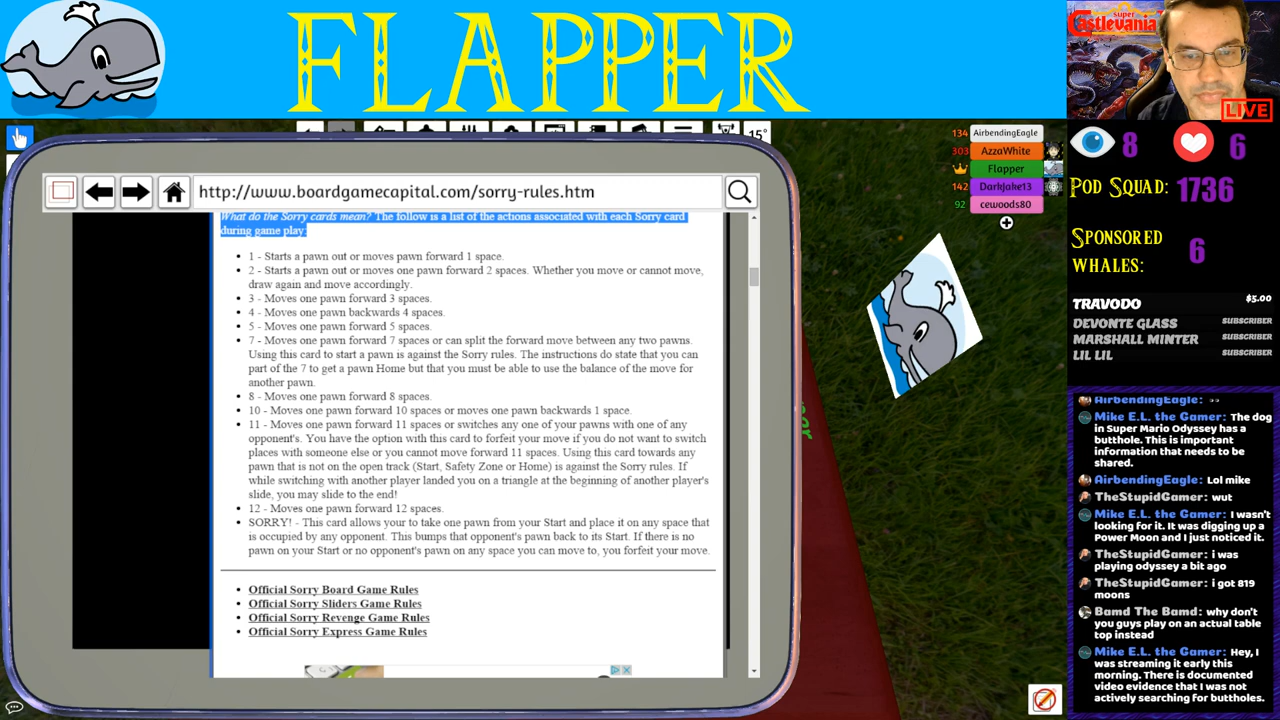 FLAPPER
Super
Castlevania
LIVE
15°
134 AirbendingEagle
303 AzzaWhite
Flapper
142 DarkJake13
92 cewoods80
8
6
Pod Squad: 1736
Sponsored
Whales: 6
TRAVODO $5.00
DEVONTE GLASS SUBSCRIBER
MARSHALL MINTER SUBSCRIBER
LIL LIL SUBSCRIBER
http://www.boardgamecapital.com/sorry-rules.htm
What do the Sorry cards mean? The follow is a list of the actions associated with each Sorry card
during game play:
• 1 - Starts a pawn out or moves pawn forward 1 space.
• 2 - Starts a pawn out or moves one pawn forward 2 spaces. Whether you move or cannot move,
draw again and move accordingly.
• 3 - Moves one pawn forward 3 spaces.
• 4 - Moves one pawn backwards 4 spaces.
• 5 - Moves one pawn forward 5 spaces.
• 7 - Moves one pawn forward 7 spaces or can split the forward move between any two pawns.
Using this card to start a pawn is against the Sorry rules. The instructions do state that you can
part of the 7 to get a pawn Home but that you must be able to use the balance of the move for
another pawn.
• 8 - Moves one pawn forward 8 spaces.
• 10 - Moves one pawn forward 10 spaces or moves one pawn backwards 1 space.
• 11 - Moves one pawn forward 11 spaces or switches any one of your pawns with one of any
opponent's. You have the option with this card to forfeit your move if you do not want to switch
places with someone else or you cannot move forward 11 spaces. Using this card towards any
pawn that is not on the open track (Start, Safety Zone or Home) is against the Sorry rules. If
while switching with another player landed you on a triangle at the beginning of another player's
slide, you may slide to the end!
• 12 - Moves one pawn forward 12 spaces.
• SORRY! - This card allows your to take one pawn from your Start and place it on any space that
is occupied by any opponent. This bumps that opponent's pawn back to its Start. If there is no
pawn on your Start or no opponent's pawn on any space you can move to, you forfeit your move.
• Official Sorry Board Game Rules
• Official Sorry Sliders Game Rules
• Official Sorry Revenge Game Rules
• Official Sorry Express Game Rules
AirbendingEagle:
Mike E.L. the Gamer: The dog
in Super Mario Odyssey has a
butthole. This is important
information that needs to be
shared.
AirbendingEagle: Lol mike
TheStupidGamer: wut
Mike E.L. the Gamer: I wasn't
looking for it. It was digging up a
Power Moon and I just noticed it.
TheStupidGamer: i was
playing odyssey a bit ago
TheStupidGamer: i got 819
moons
Bamd The Bamd: why don't
you guys play on an actual table
top instead
Mike E.L. the Gamer: Hey, I
was streaming it early this
morning. There is documented
video evidence that I was not
actively searching for buttholes.